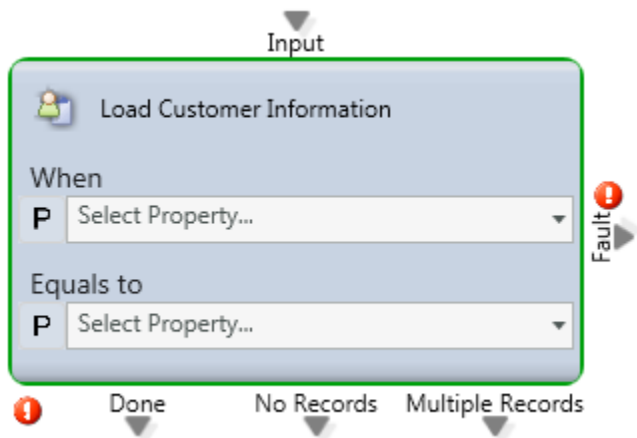 Input
Load Customer Information
When
P Select Property...
Fault
Equals to
P Select Property...
Done No Records Multiple Records